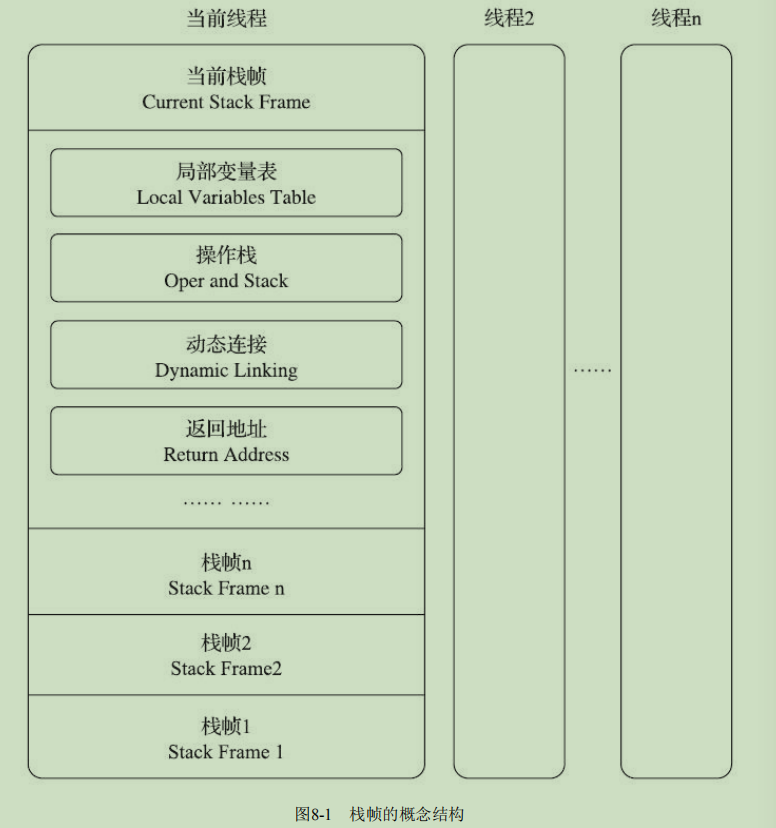 当前线程
线程2
线程n
当前栈帧
Current Stack Frame
局部变量表
Local Variables Table
操作栈
Oper and Stack
动态连接
Dynamic Linking
返回地址
Return Address
…… ……
……
栈帧n
Stack Frame n
栈帧2
Stack Frame2
栈帧1
Stack Frame 1
图8-1 栈帧的概念结构